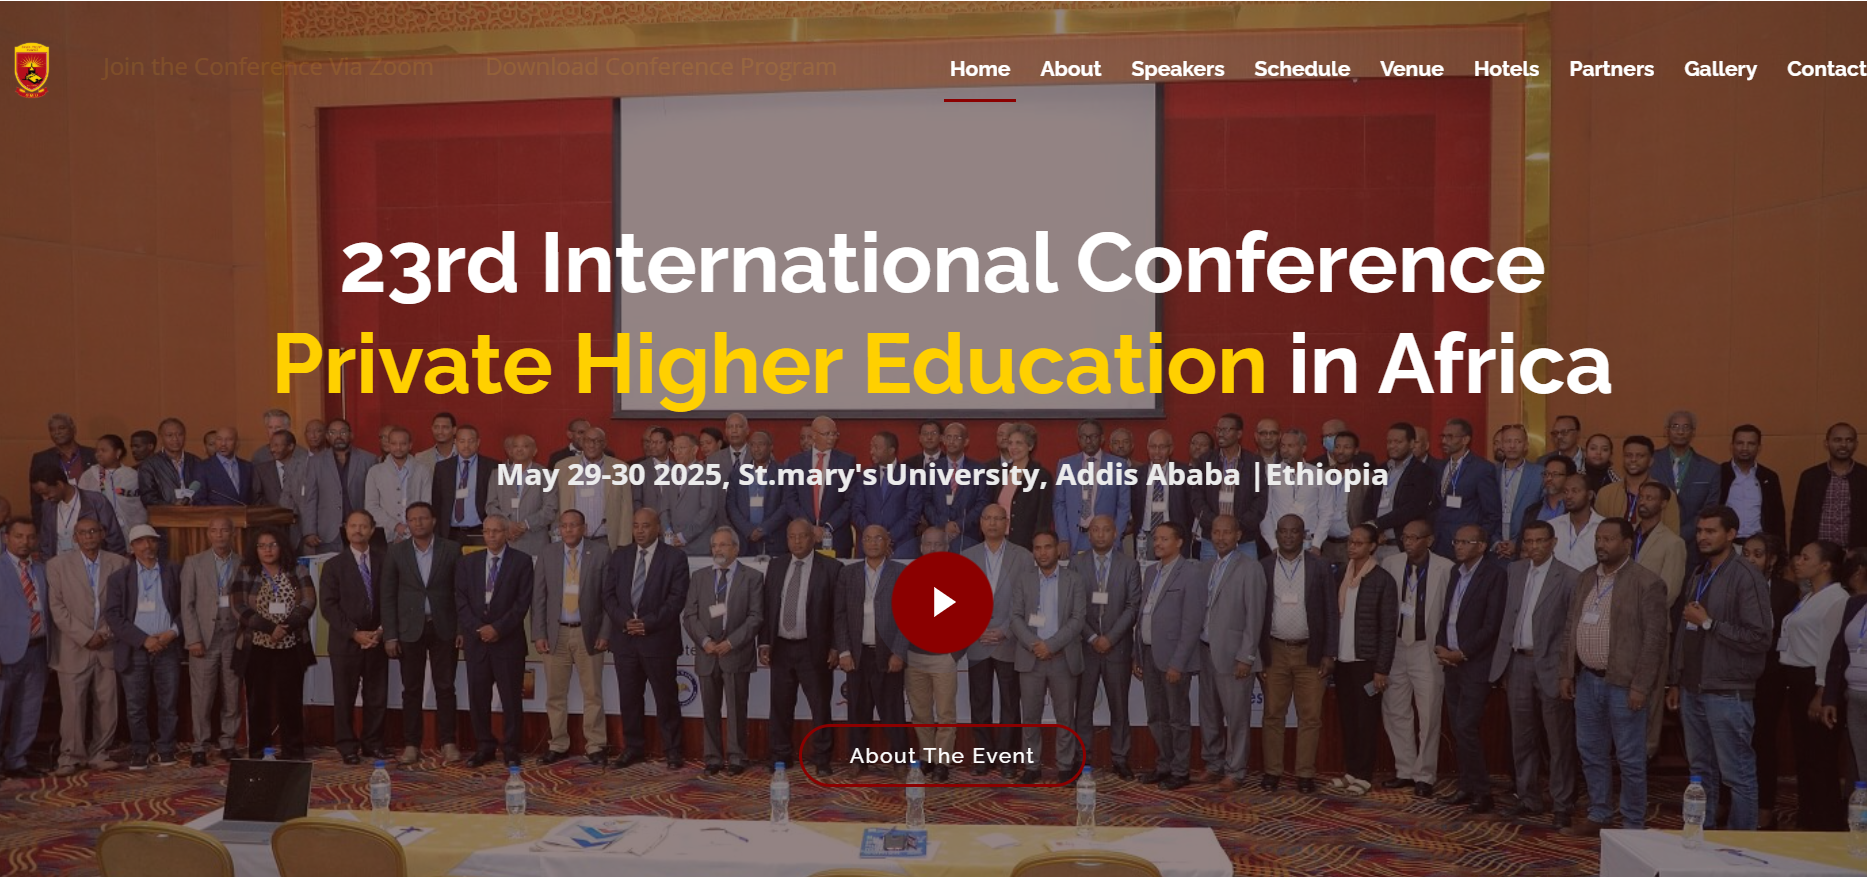 Join the Conference Via Zoom
Download Conference Program
Home
About
Speakers
Schedule
Venue
Hotels
Partners
Gallery
Contact
23rd International Conference
Private Higher Education in Africa
May 29-30 2025, St.mary's University, Addis Ababa |Ethiopia
About The Event